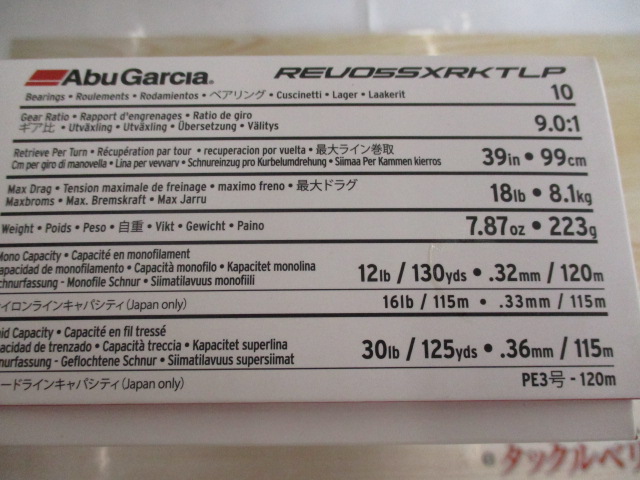 AbuGarcia REVO5SSXRKTLP
Bearings • Roulements • Rodamientos • ベアリング • Cuscinetti • Lager • Laakerit 10
Gear Ratio • Rapport d'engrenages • Ratio de giro
ギア比 • Utväxling • Utväxling • Übersetzung • Välitys 9.0:1
Retrieve Per Turn • Récupération par tour • recuperacion por vuelta • 最大ライン巻取
Cm per giro di manovella • Lina per vevvarv • Schnureinzug pro Kurbelumdrehung • Siimaa Per Kammen kierros 39in • 99cm
Max Drag • Tension maximale de freinage • maximo freno • 最大ドラグ
Maxbroms • Max. Bremskraft • Max Jarru 18lb • 8.1kg
Weight • Poids • Peso • 自重 • Vikt • Gewicht • Paino 7.87oz • 223g
Mono Capacity • Capacité en monofilament
apacidad de monofilamento • Capacità monofilo • Kapacitet monolina
chnurfassung - Monofile Schnur • Siimatilavuus monofiili 12lb / 130yds • .32mm / 120m
イロンラインキャパシティ(Japan only) 16lb / 115m • .33mm / 115m
id Capacity • Capacité en fil tressé
acidad de trenzado • Capacità treccia • Kapacitet superlina
nurfassung - Geflochtene Schnur • Siimatilavuus supersiimat 30lb / 125yds • .36mm / 115m
ードラインキャパシティ(Japan only) PE3号 - 120m
タックルベリ